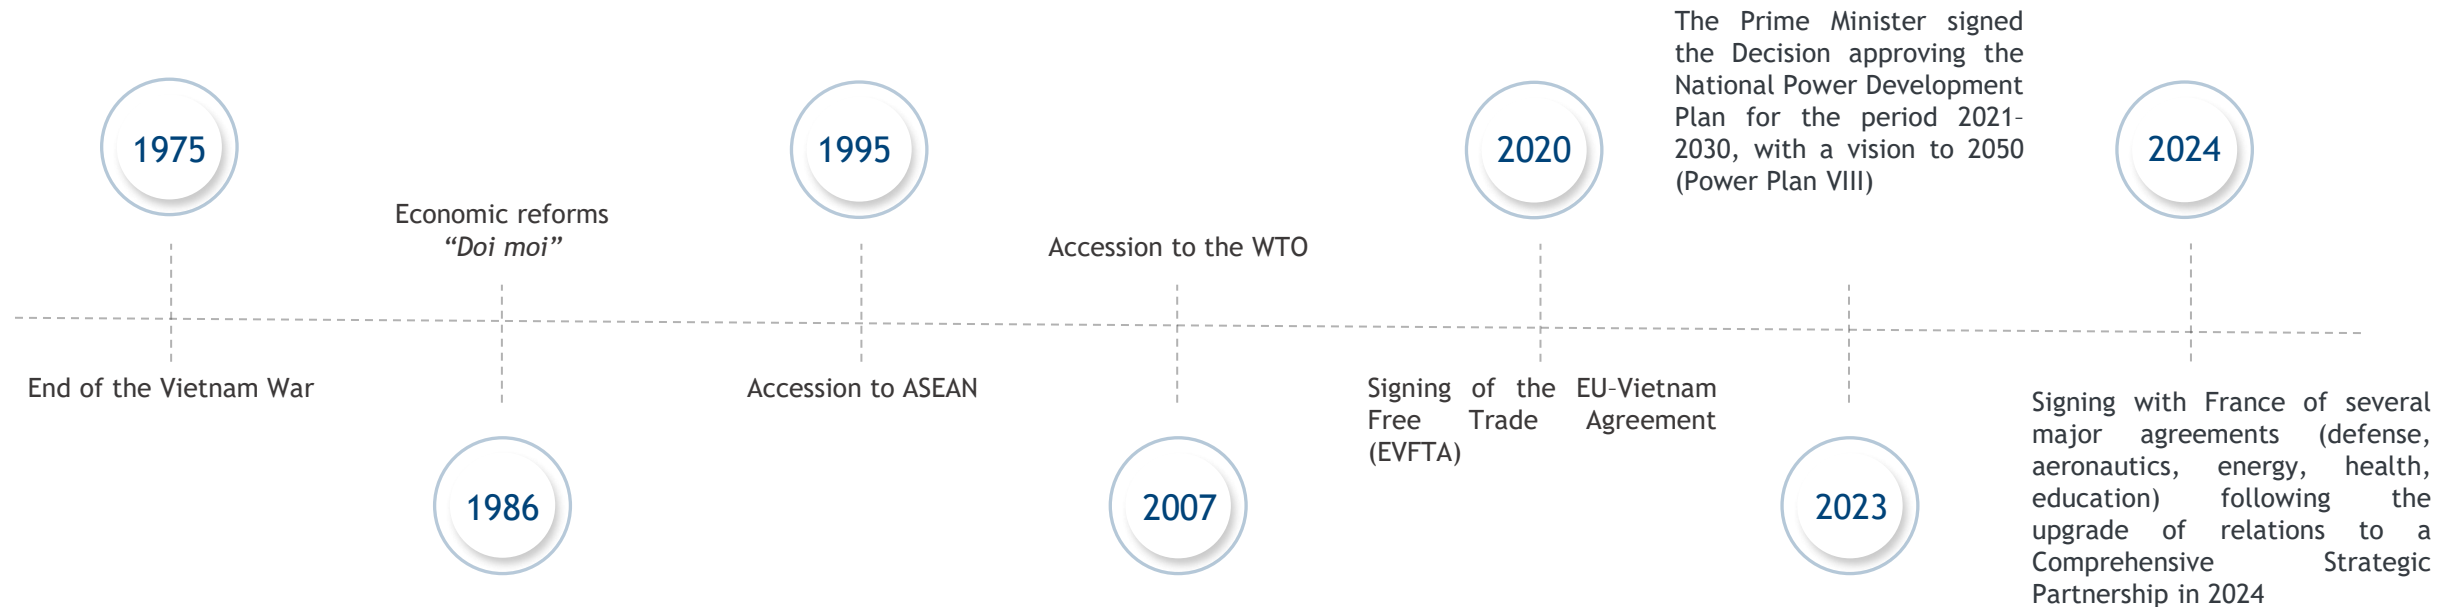 1975
End of the Vietnam War
Economic reforms
“Doi moi”
1986
1995
Accession to ASEAN
Accession to the WTO
2007
2020
Signing of the EU–Vietnam
Free Trade Agreement
(EVFTA)
The Prime Minister signed
the Decision approving the
National Power Development
Plan for the period 2021–
2030, with a vision to 2050
(Power Plan VIII)
2023
2024
Signing with France of several
major agreements (defense,
aeronautics, energy, health,
education) following the
upgrade of relations to a
Comprehensive Strategic
Partnership in 2024